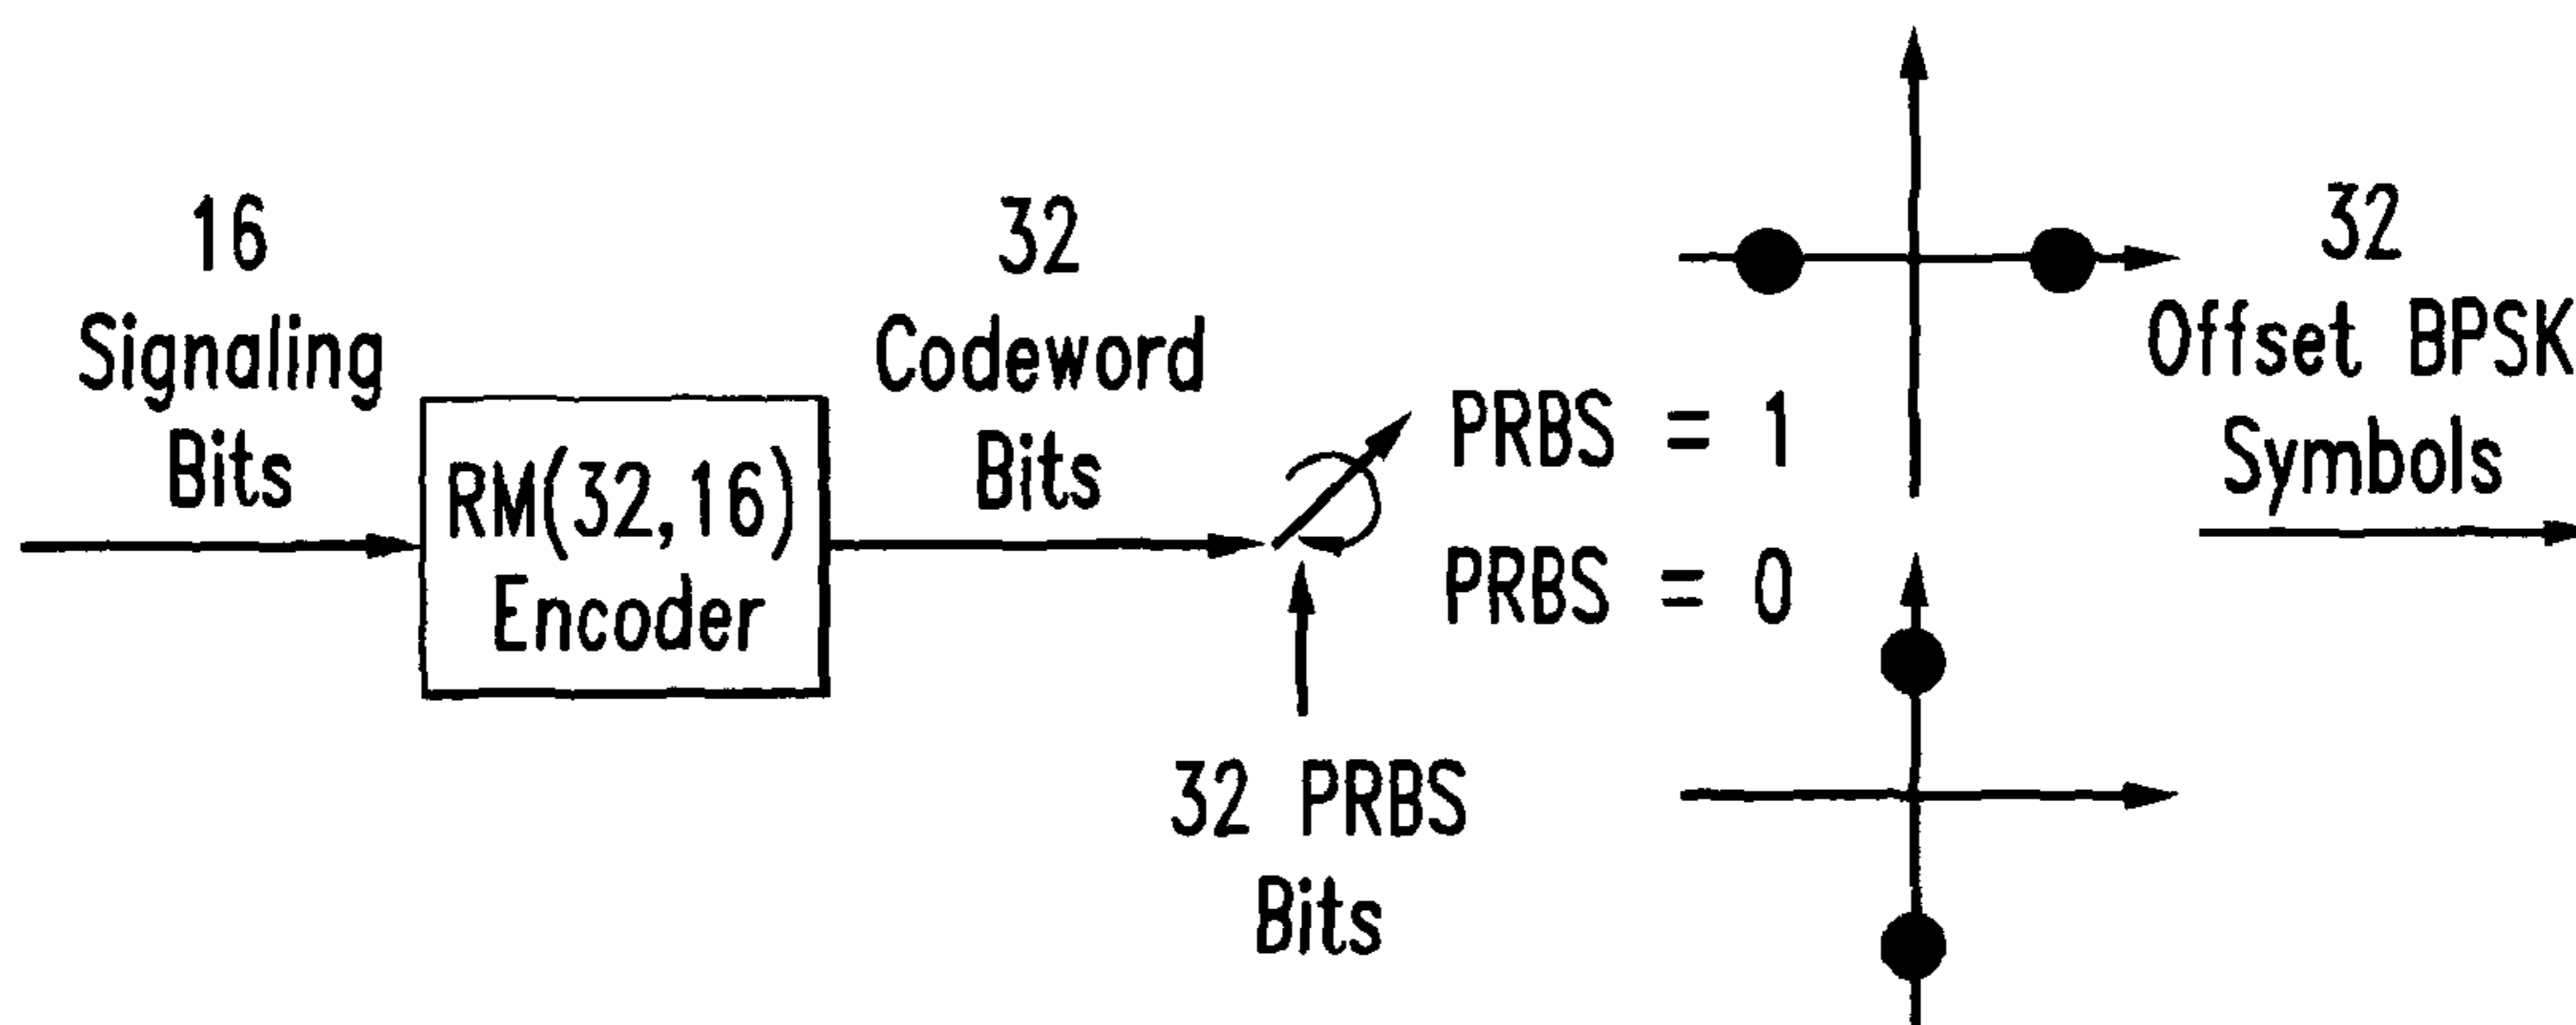 16
Signaling
Bits
RM(32,16)
Encoder
32
Codeword
Bits
32 PRBS
Bits
PRBS = 1
PRBS = 0
32
Offset BPSK
Symbols